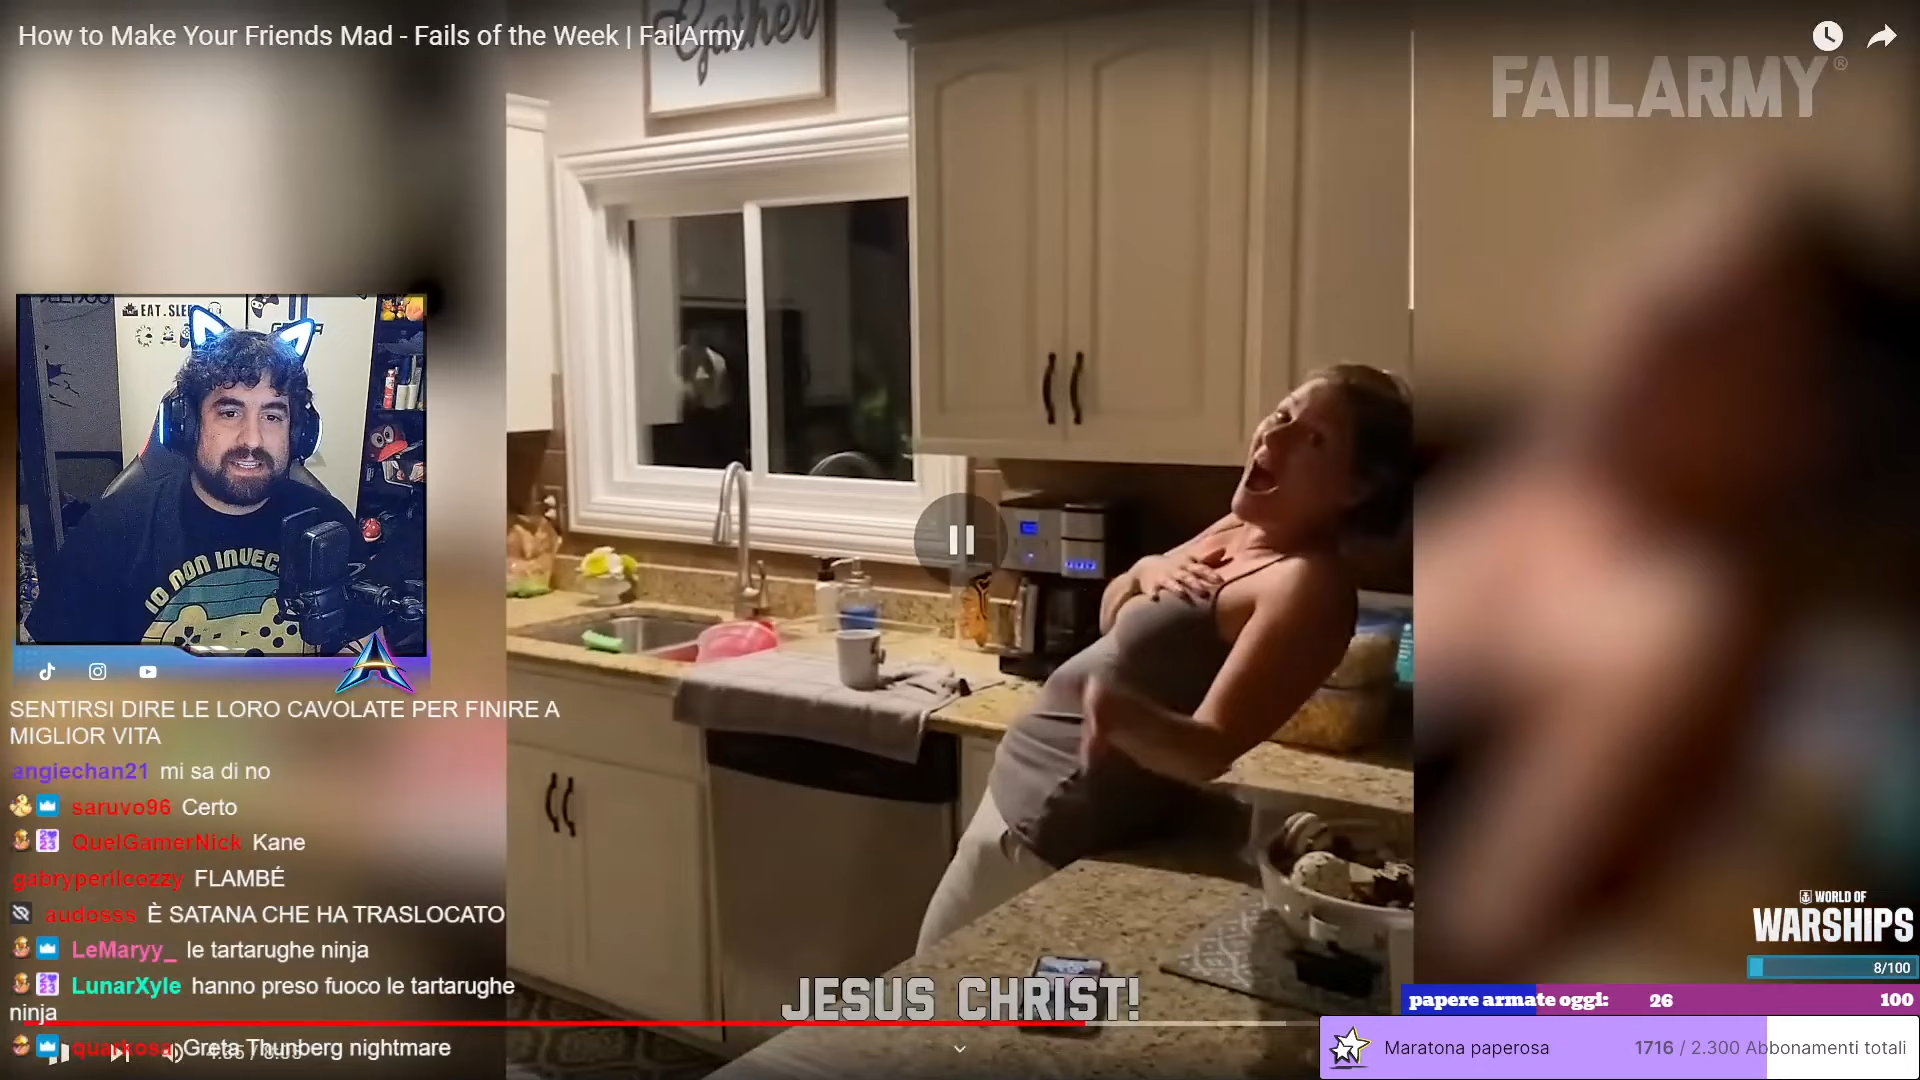 How to Make Your Friends Mad - Fails of the Week | FailArmy
Gather
FAILARMY®
EAT.SLE
IO NON INVEC
SENTIRSI DIRE LE LORO CAVOLATE PER FINIRE A
MIGLIOR VITA
angiechan21 mi sa di no
saruvo96 Certo
QuelGamerNick Kane
gabryperilcozzy FLAMBÉ
audosss È SATANA CHE HA TRASLOCATO
LeMaryy_ le tartarughe ninja
LunarXyle hanno preso fuoco le tartarughe
ninja
quarkosa Greta Thunberg nightmare
JESUS CHRIST!
WORLD OF
WARSHIPS
8/100
papere armate oggi: 26 100
Maratona paperosa 1716 / 2.300 Abbonamenti totali